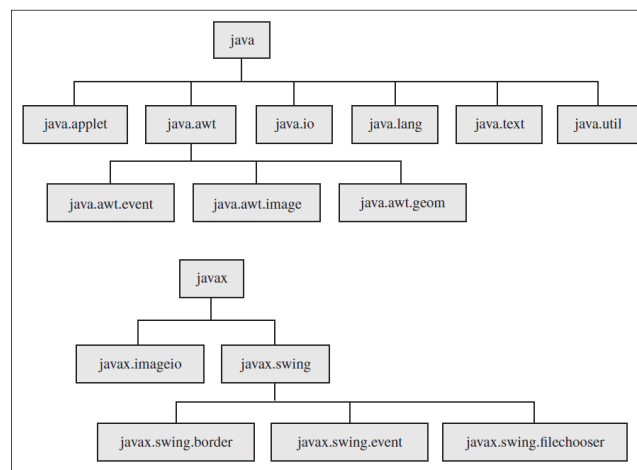 java
java.applet
java.awt
java.io
java.lang
java.text
java.util
java.awt.event
java.awt.image
java.awt.geom
javax
javax.imageio
javax.swing
javax.swing.border
javax.swing.event
javax.swing.filechooser